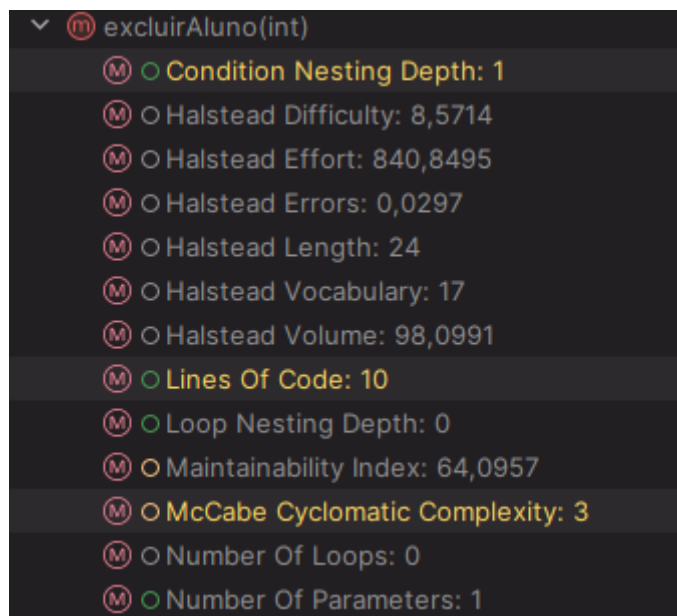 m excluirAluno(int)
M Condition Nesting Depth: 1
M Halstead Difficulty: 8,5714
M Halstead Effort: 840,8495
M Halstead Errors: 0,0297
M Halstead Length: 24
M Halstead Vocabulary: 17
M Halstead Volume: 98,0991
M Lines Of Code: 10
M Loop Nesting Depth: 0
M Maintainability Index: 64,0957
M McCabe Cyclomatic Complexity: 3
M Number Of Loops: 0
M Number Of Parameters: 1